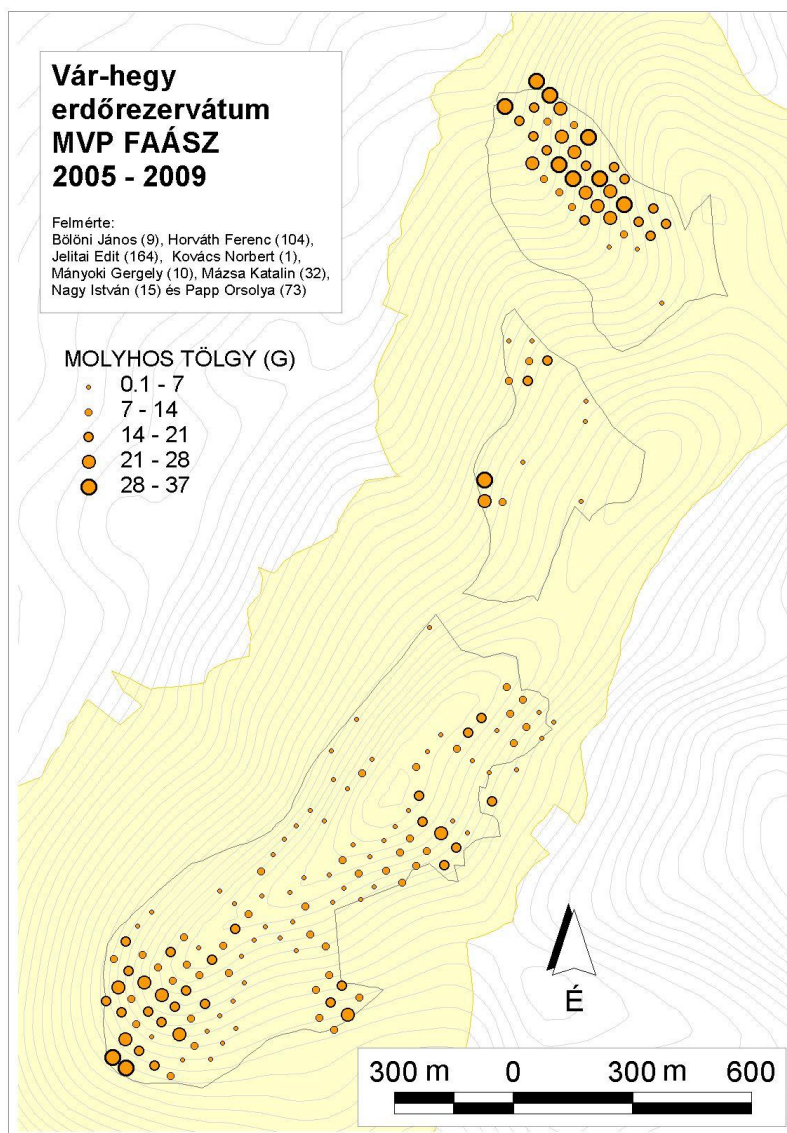 Vár-hegy
erdőrezervátum
MVP FAÁSZ
2005 - 2009
Felmérte:
Bölöni János (9), Horváth Ferenc (104),
Jelitai Edit (164), Kovács Norbert (1),
Mányoki Gergely (10), Mázsa Katalin (32),
Nagy István (15) és Papp Orsolya (73)
MOLYHOS TÖLGY (G)
0.1 - 7
7 - 14
14 - 21
21 - 28
28 - 37
É
300 m 0 300 m 600